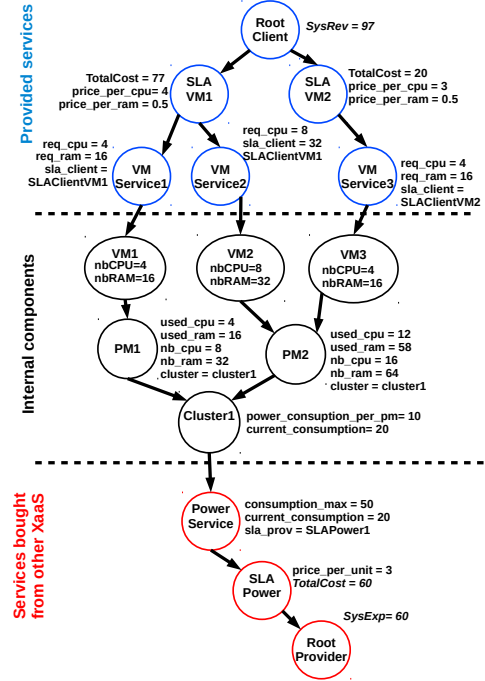 Root
Client
SysRev = 97
Provided services
TotalCost = 77
price_per_cpu= 4
price_per_ram = 0.5
SLA
VM1
SLA
VM2
TotalCost = 20
price_per_cpu = 3
price_per_ram = 0.5
req_cpu = 4
req_ram = 16
sla_client =
SLAClientVM1
VM
Service1
req_cpu = 8
sla_client = 32
SLAClientVM1
VM
Service2
VM
Service3
req_cpu = 4
req_ram = 16
sla_client =
SLAClientVM2
Internal components
VM1
nbCPU=4
nbRAM=16
VM2
nbCPU=8
nbRAM=32
VM3
nbCPU=4
nbRAM=16
PM1
used_cpu = 4
used_ram = 16
nb_cpu = 8
nb_ram = 32
cluster = cluster1
PM2
used_cpu = 12
used_ram = 58
nb_cpu = 16
nb_ram = 64
cluster = cluster1
Cluster1
power_consuption_per_pm= 10
current_consumption= 20
Services bought
from other XaaS
Power
Service
consumption_max = 50
current_consumption = 20
sla_prov = SLAPower1
SLA
Power
price_per_unit = 3
TotalCost = 60
SysExp= 60
Root
Provider